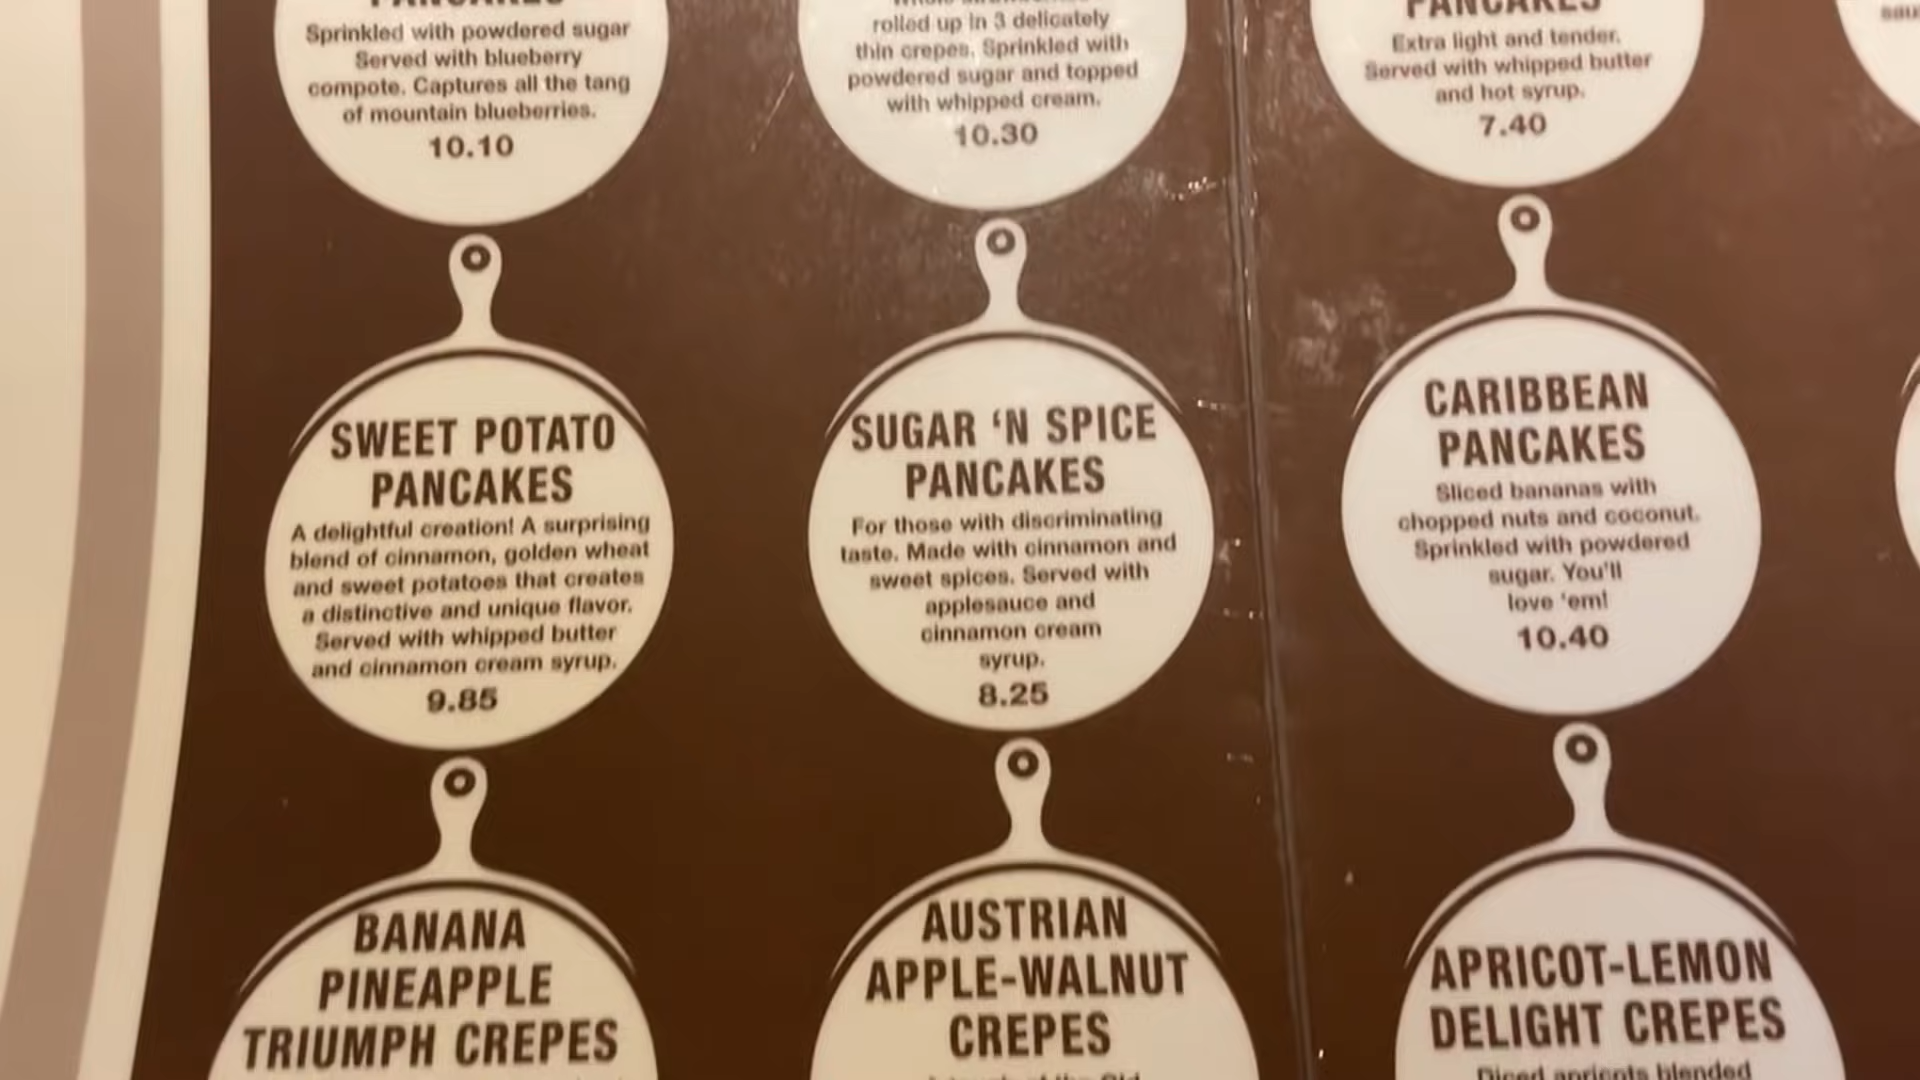 PANCAKES
Sprinkled with powdered sugar
Served with blueberry
compote. Captures all the tang
of mountain blueberries.
10.10
rolled up in 3 delicately
thin crepes. Sprinkled with
powdered sugar and topped
with whipped cream.
10.30
PANCAKES
Extra light and tender.
Served with whipped butter
and hot syrup.
7.40
SWEET POTATO
PANCAKES
A delightful creation! A surprising
blend of cinnamon, golden wheat
and sweet potatoes that creates
a distinctive and unique flavor.
Served with whipped butter
and cinnamon cream syrup.
9.85
SUGAR ‘N SPICE
PANCAKES
For those with discriminating
taste. Made with cinnamon and
sweet spices. Served with
applesauce and
cinnamon cream
syrup.
8.25
CARIBBEAN
PANCAKES
Sliced bananas with
chopped nuts and coconut.
Sprinkled with powdered
sugar. You'll
love 'em!
10.40
BANANA
PINEAPPLE
TRIUMPH CREPES
AUSTRIAN
APPLE-WALNUT
CREPES
APRICOT-LEMON
DELIGHT CREPES
Diced apricots blended